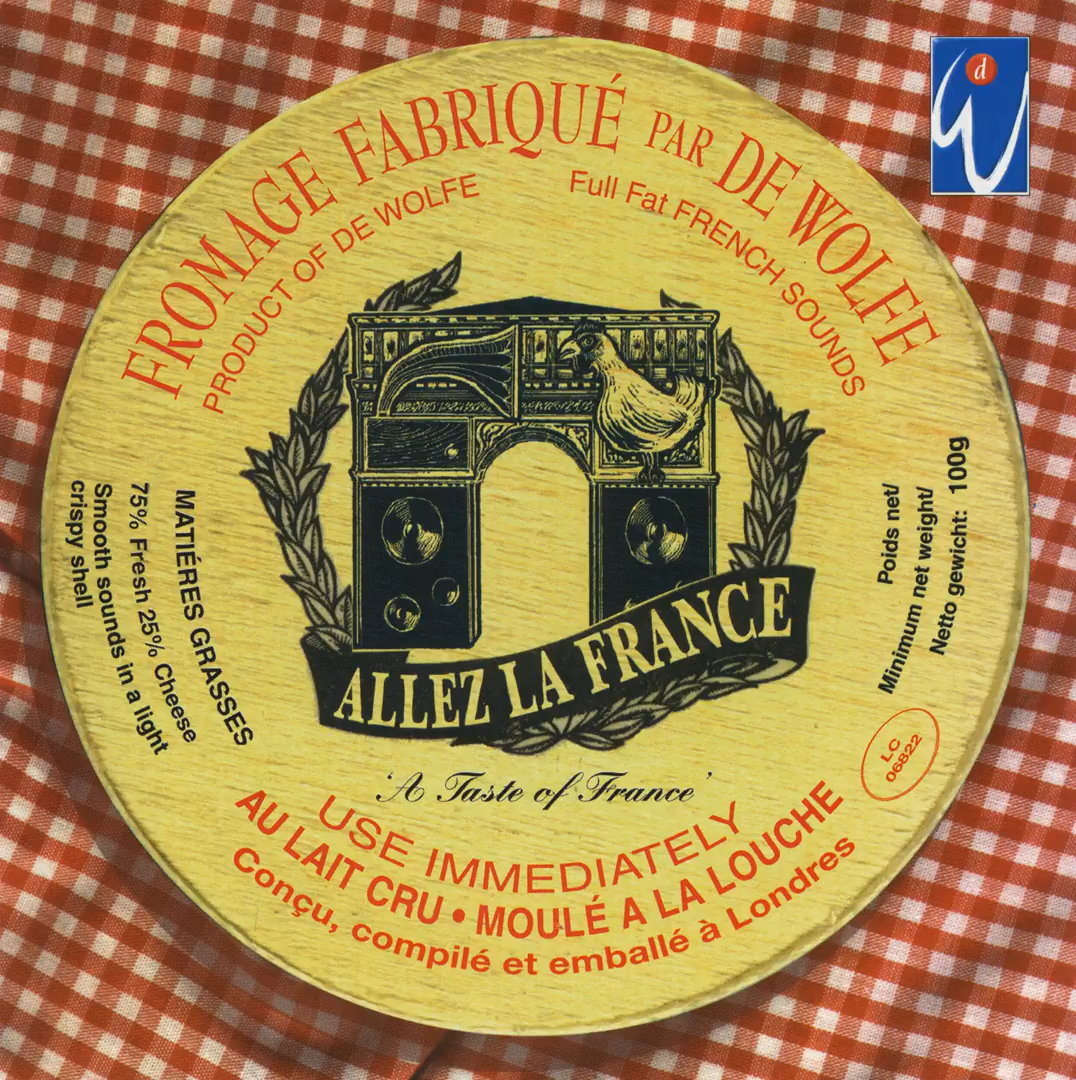 d
FROMAGE FABRIQUÉ PAR DE WOLFE
PRODUCT OF DE WOLFE
Full Fat FRENCH SOUNDS
MATIÉRES GRASSES
75% Fresh 25% Cheese
Smooth sounds in a light
crispy shell
Poids net/
Minimum net weight/
Netto gewicht: 100g
ALLEZ LA FRANCE
LC
06822
'A Taste of France'
USE IMMEDIATELY
AU LAIT CRU • MOULÉ A LA LOUCHE
Conçu, compilé et emballé à Londres